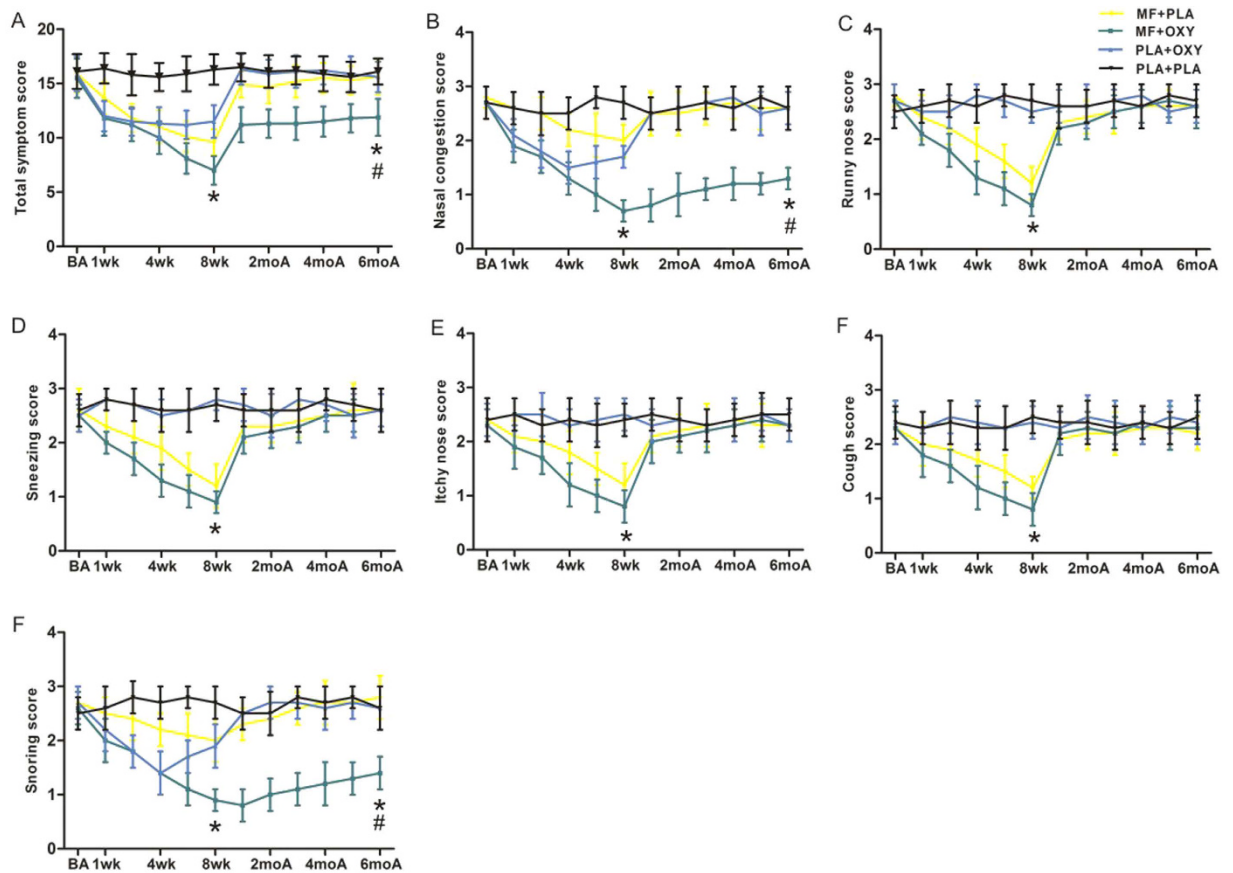 A
Total symptom score
20
15
10
5
0
BA 1wk 4wk 8wk 2moA 4moA 6moA
*
*
#
B
Nasal congestion score
4
3
2
1
0
BA 1wk 4wk 8wk 2moA 4moA 6moA
*
*
#
C
Runny nose score
4
3
2
1
0
BA 1wk 4wk 8wk 2moA 4moA 6moA
*
MF+PLA
MF+OXY
PLA+OXY
PLA+PLA
D
Sneezing score
4
3
2
1
0
BA 1wk 4wk 8wk 2moA 4moA 6moA
*
E
Itchy nose score
4
3
2
1
0
BA 1wk 4wk 8wk 2moA 4moA 6moA
*
F
Cough score
4
3
2
1
0
BA 1wk 4wk 8wk 2moA 4moA 6moA
*
F
Snoring score
4
3
2
1
0
BA 1wk 4wk 8wk 2moA 4moA 6moA
*
*
#